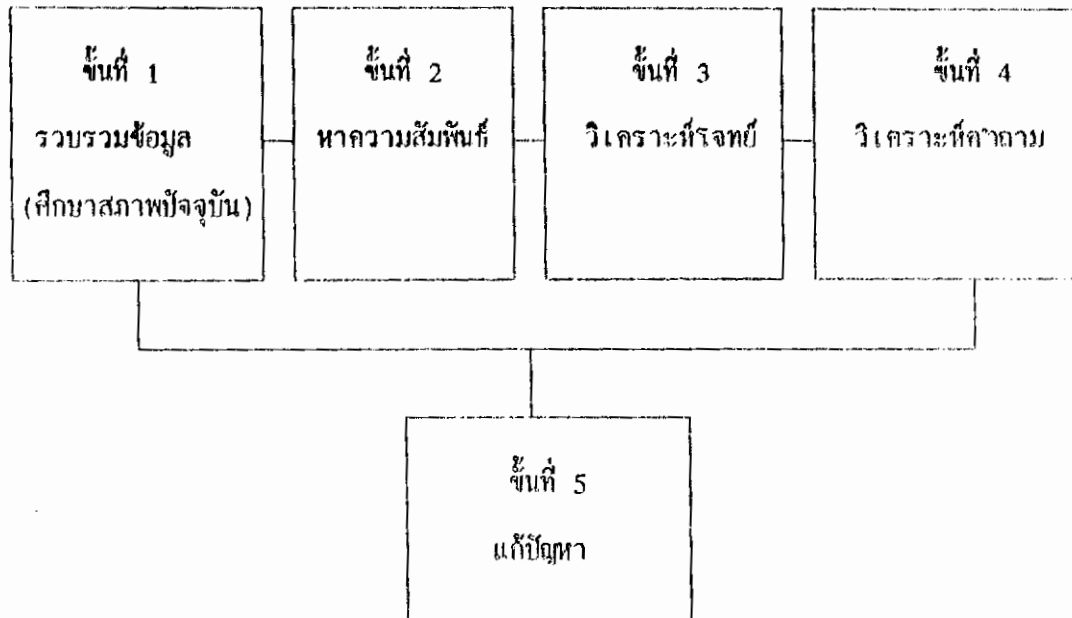 ขั้นที่ 1
รวบรวมข้อมูล
(ศึกษาสภาพปัจจุบัน)
ขั้นที่ 2
หาความสัมพันธ์
ขั้นที่ 3
วิเคราะห์โจทย์
ขั้นที่ 4
วิเคราะห์คำถาม
ขั้นที่ 5
แก้ปัญหา